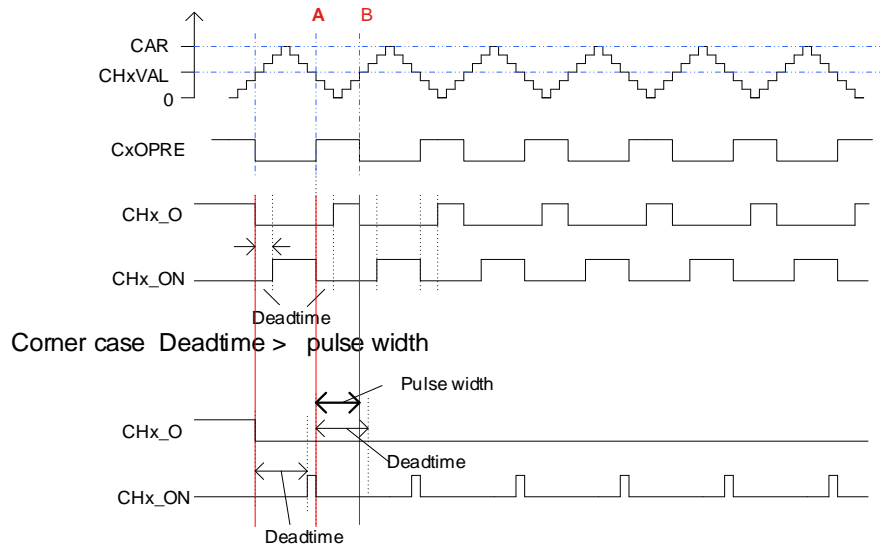 A B
CAR
CHxVAL
0
CxOPRE
CHx_O
CHx_ON
Deadtime
Corner case Deadtime > pulse width
Pulse width
CHx_O
Deadtime
CHx_ON
Deadtime